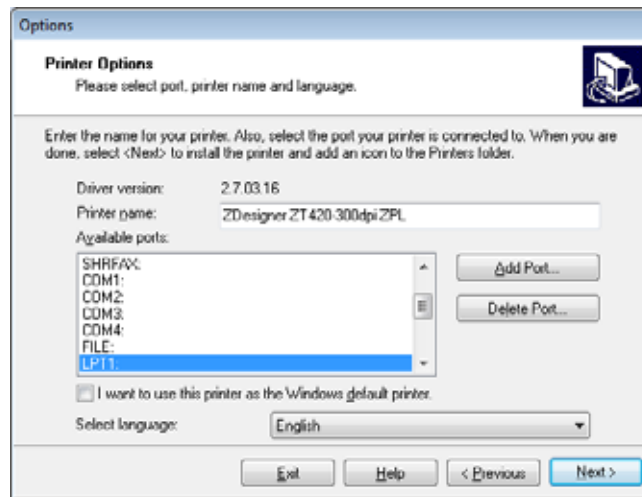 Options
Printer Options
Please select port, printer name and language.
Enter the name for your printer. Also, select the port your printer is connected to. When you are
done, select <Next> to install the printer and add an icon to the Printers folder.
Driver version: 2.7.03.16
Printer name: ZDesigner ZT420-300dpi ZPL
Available ports:
SHRFAX:
COM1:
COM2:
COM3:
COM4:
FILE:
LPT1:
Add Port...
Delete Port...
I want to use this printer as the Windows default printer.
Select language: English
Exit Help < Previous Next >